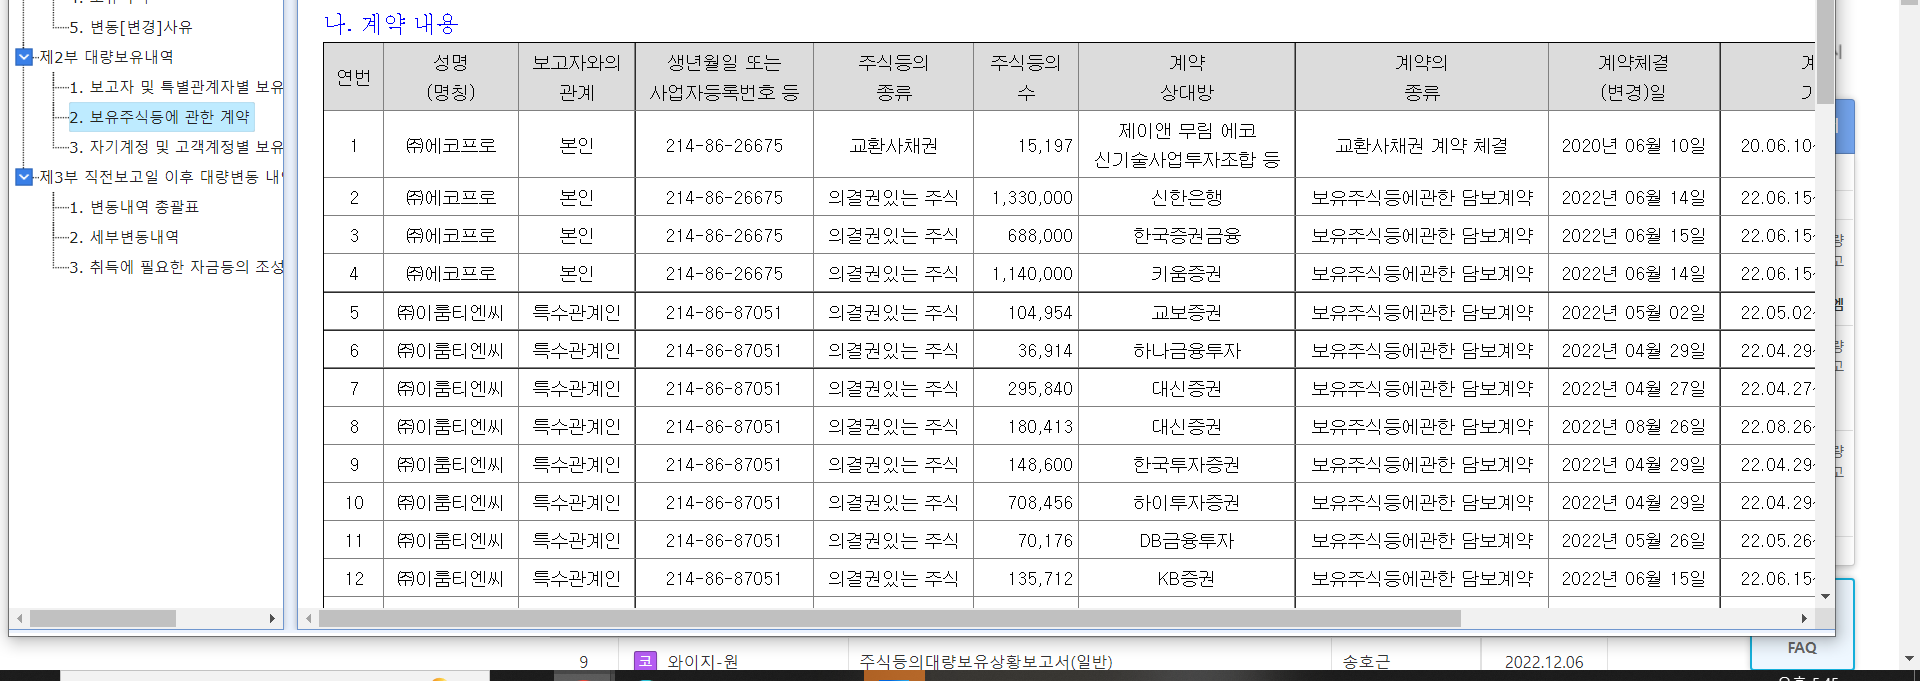 5. 변동[변경]사유
제2부 대량보유내역
1. 보고자 및 특별관계자별 보유
2. 보유주식등에 관한 계약
3. 자기계정 및 고객계정별 보유
제3부 직전보고일 이후 대량변동 내
1. 변동내역 총괄표
2. 세부변동내역
3. 취득에 필요한 자금등의 조성
나. 계약 내용
연번 성명 (명칭) 보고자와의 관계 생년월일 또는 사업자등록번호 등 주식등의 종류 주식등의 수 계약 상대방 계약의 종류 계약체결 (변경)일
1 ㈜에코프로 본인 214-86-26675 교환사채권 15,197 제이앤 무림 에코 신기술사업투자조합 등 교환사채권 계약 체결 2020년 06월 10일 20.06.10
2 ㈜에코프로 본인 214-86-26675 의결권있는 주식 1,330,000 신한은행 보유주식등에관한 담보계약 2022년 06월 14일 22.06.15
3 ㈜에코프로 본인 214-86-26675 의결권있는 주식 688,000 한국증권금융 보유주식등에관한 담보계약 2022년 06월 15일 22.06.15
4 ㈜에코프로 본인 214-86-26675 의결권있는 주식 1,140,000 키움증권 보유주식등에관한 담보계약 2022년 06월 14일 22.06.15
5 ㈜이룸티엔씨 특수관계인 214-86-87051 의결권있는 주식 104,954 교보증권 보유주식등에관한 담보계약 2022년 05월 02일 22.05.02
6 ㈜이룸티엔씨 특수관계인 214-86-87051 의결권있는 주식 36,914 하나금융투자 보유주식등에관한 담보계약 2022년 04월 29일 22.04.29
7 ㈜이룸티엔씨 특수관계인 214-86-87051 의결권있는 주식 295,840 대신증권 보유주식등에관한 담보계약 2022년 04월 27일 22.04.27
8 ㈜이룸티엔씨 특수관계인 214-86-87051 의결권있는 주식 180,413 대신증권 보유주식등에관한 담보계약 2022년 08월 26일 22.08.26
9 ㈜이룸티엔씨 특수관계인 214-86-87051 의결권있는 주식 148,600 한국투자증권 보유주식등에관한 담보계약 2022년 04월 29일 22.04.29
10 ㈜이룸티엔씨 특수관계인 214-86-87051 의결권있는 주식 708,456 하이투자증권 보유주식등에관한 담보계약 2022년 04월 29일 22.04.29
11 ㈜이룸티엔씨 특수관계인 214-86-87051 의결권있는 주식 70,176 DB금융투자 보유주식등에관한 담보계약 2022년 05월 26일 22.05.26
12 ㈜이룸티엔씨 특수관계인 214-86-87051 의결권있는 주식 135,712 KB증권 보유주식등에관한 담보계약 2022년 06월 15일 22.06.15
9 코 와이지-원 주식등의대량보유상황보고서(일반) 송호근 2022.12.06
FAQ